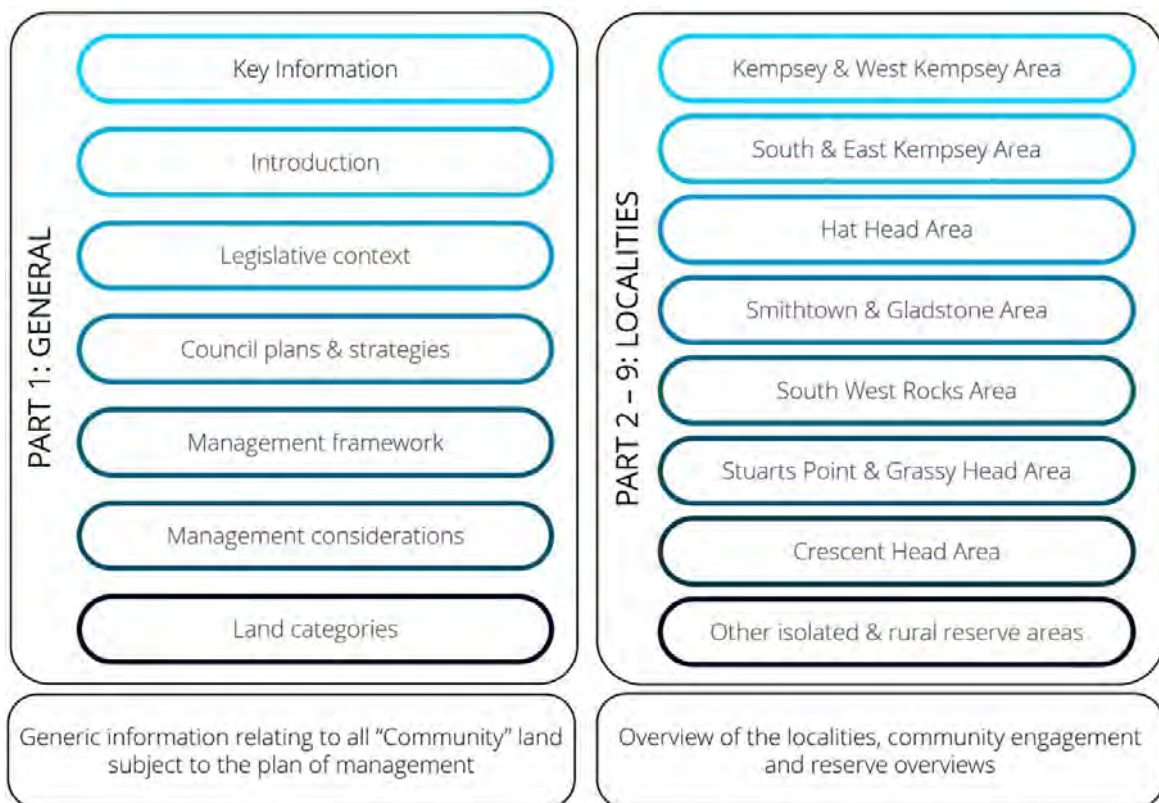 PART 1: GENERAL
Key Information
Introduction
Legislative context
Council plans & strategies
Management framework
Management considerations
Land categories
Generic information relating to all “Community” land
subject to the plan of management
PART 2 – 9: LOCALITIES
Kempsey & West Kempsey Area
South & East Kempsey Area
Hat Head Area
Smithtown & Gladstone Area
South West Rocks Area
Stuarts Point & Grassy Head Area
Crescent Head Area
Other isolated & rural reserve areas
Overview of the localities, community engagement
and reserve overviews